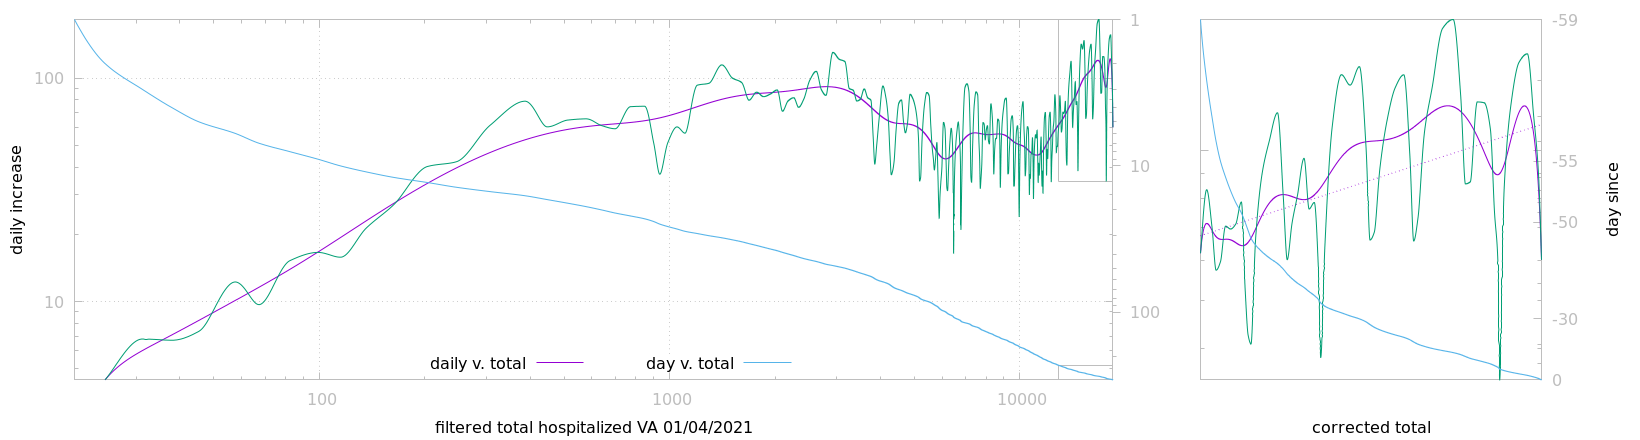 1
-59
100
10
-55
daily increase
-50
day since
10
100
-30
daily v. total
day v. total
0
100
1000
10000
filtered total hospitalized VA 01/04/2021
corrected total